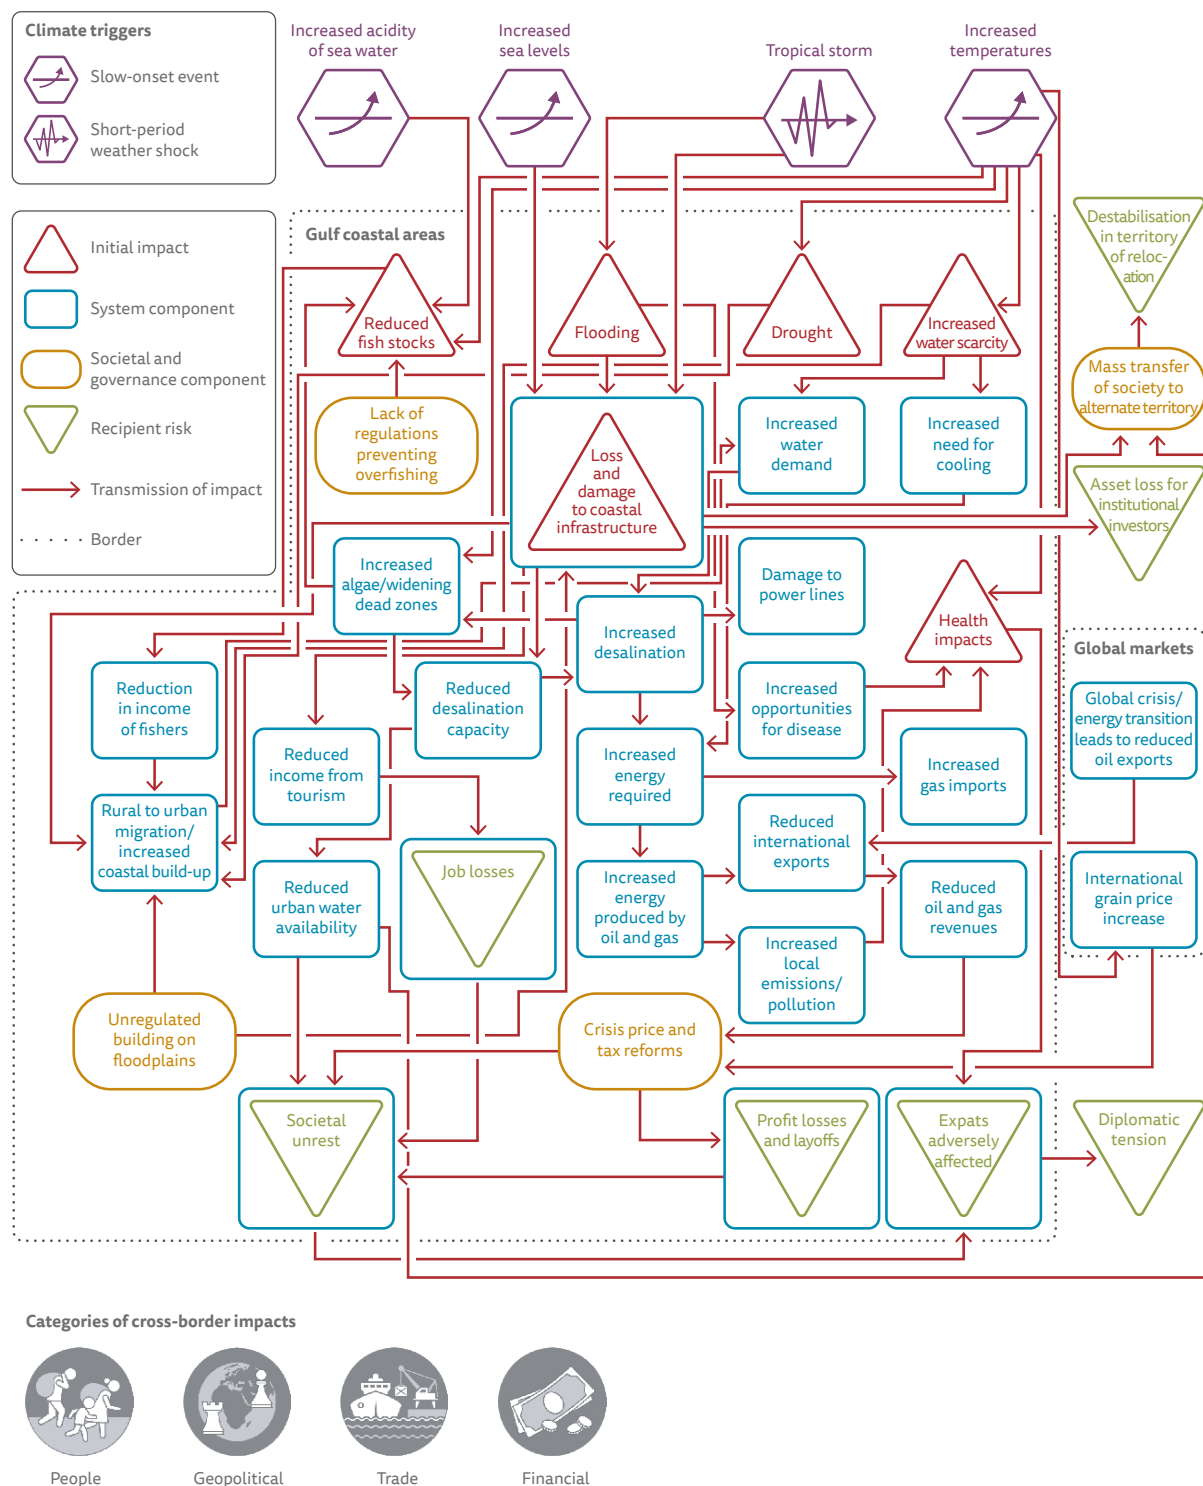 Climate triggers
Slow-onset event
Short-period
weather shock
Increased acidity
of sea water
Increased
sea levels
Tropical storm
Increased
temperatures
Initial impact
System component
Societal and
governance component
Recipient risk
Transmission of impact
Border
Gulf coastal areas
Reduced
fish stocks
Flooding
Drought
Increased
water scarcity
Destabilisation
in territory
of reloc-
ation
Mass transfer
of society to
alternate territory
Lack of
regulations
preventing
overfishing
Loss
and
damage
to coastal
infrastructure
Increased
water
demand
Increased
need for
cooling
Asset loss for
institutional
investors
Increased
algae/widening
dead zones
Increased
desalination
Damage to
power lines
Health
impacts
Global markets
Reduction
in income
of fishers
Reduced
desalination
capacity
Increased
opportunities
for disease
Global crisis/
energy transition
leads to reduced
oil exports
Reduced
income from
tourism
Increased
energy
required
Increased
gas imports
Rural to urban
migration/
increased
coastal build-up
Reduced
international
exports
Reduced
urban water
availability
Job losses
Increased
energy
produced by
oil and gas
Reduced
oil and gas
revenues
International
grain price
increase
Increased
local
emissions/
pollution
Unregulated
building on
floodplains
Crisis price and
tax reforms
Societal
unrest
Profit losses
and layoffs
Expats
adversely
affected
Diplomatic
tension
Categories of cross-border impacts
People
Geopolitical
Trade
Financial